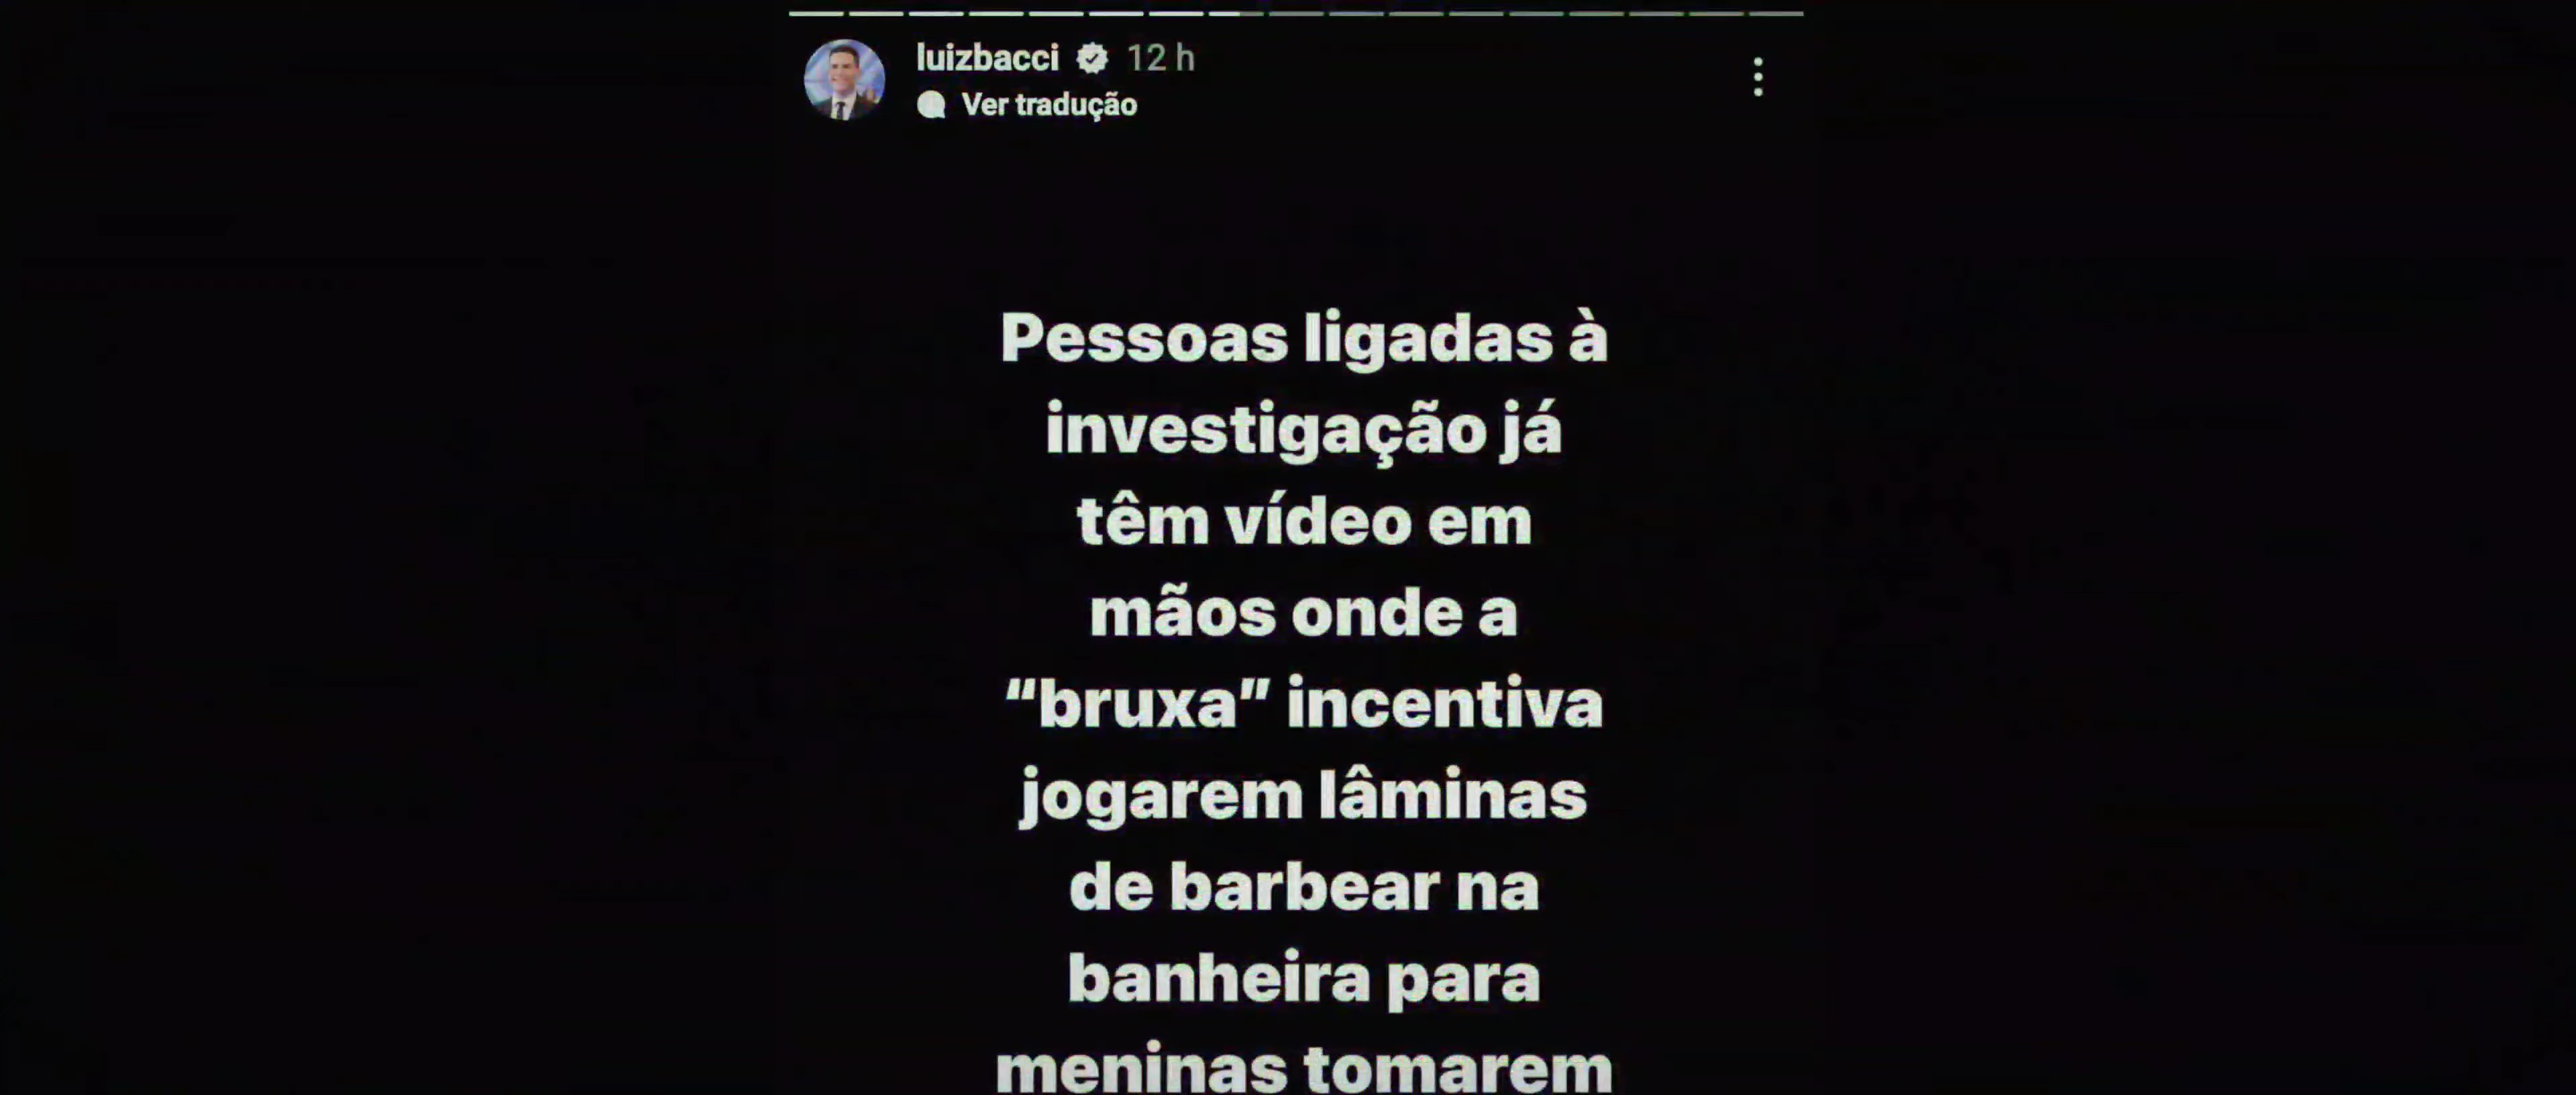 luizbacci 12 h
Ver tradução
Pessoas ligadas à
investigação já
têm vídeo em
mãos onde a
“bruxa” incentiva
jogarem lâminas
de barbear na
banheira para
meninas tomarem